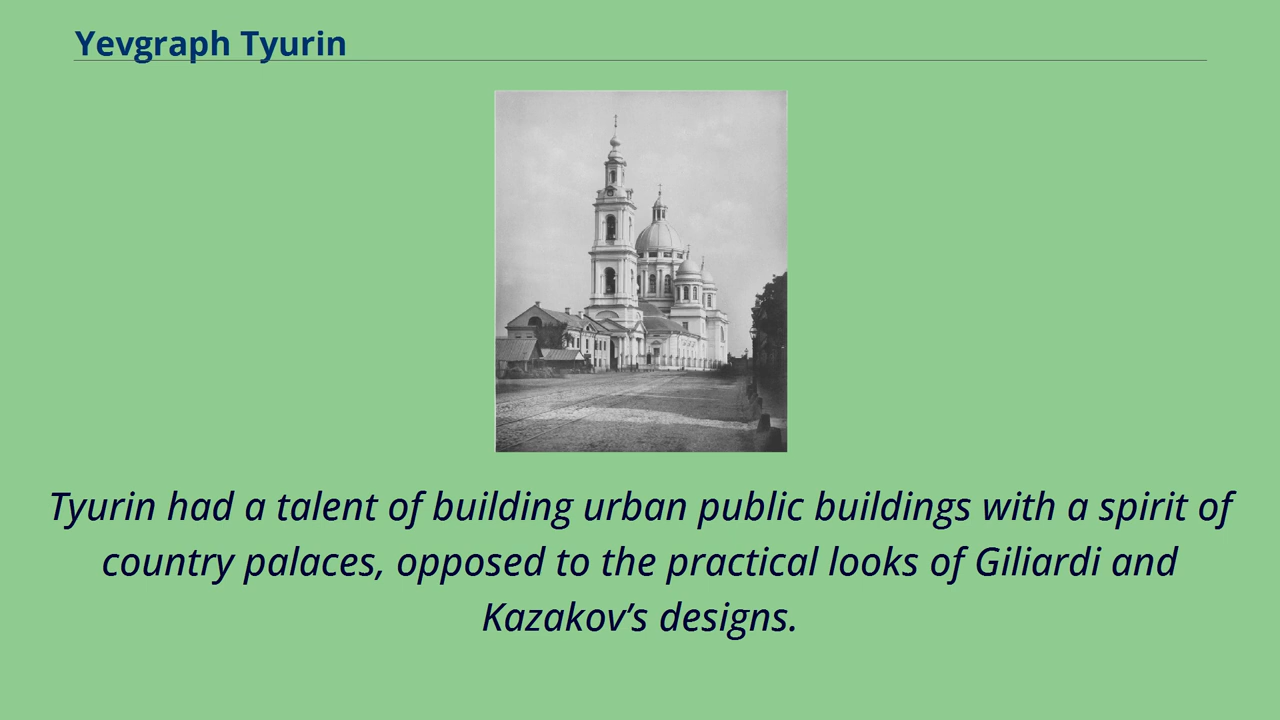 Yevgraph Tyurin
Tyurin had a talent of building urban public buildings with a spirit of
country palaces, opposed to the practical looks of Giliardi and
Kazakov’s designs.